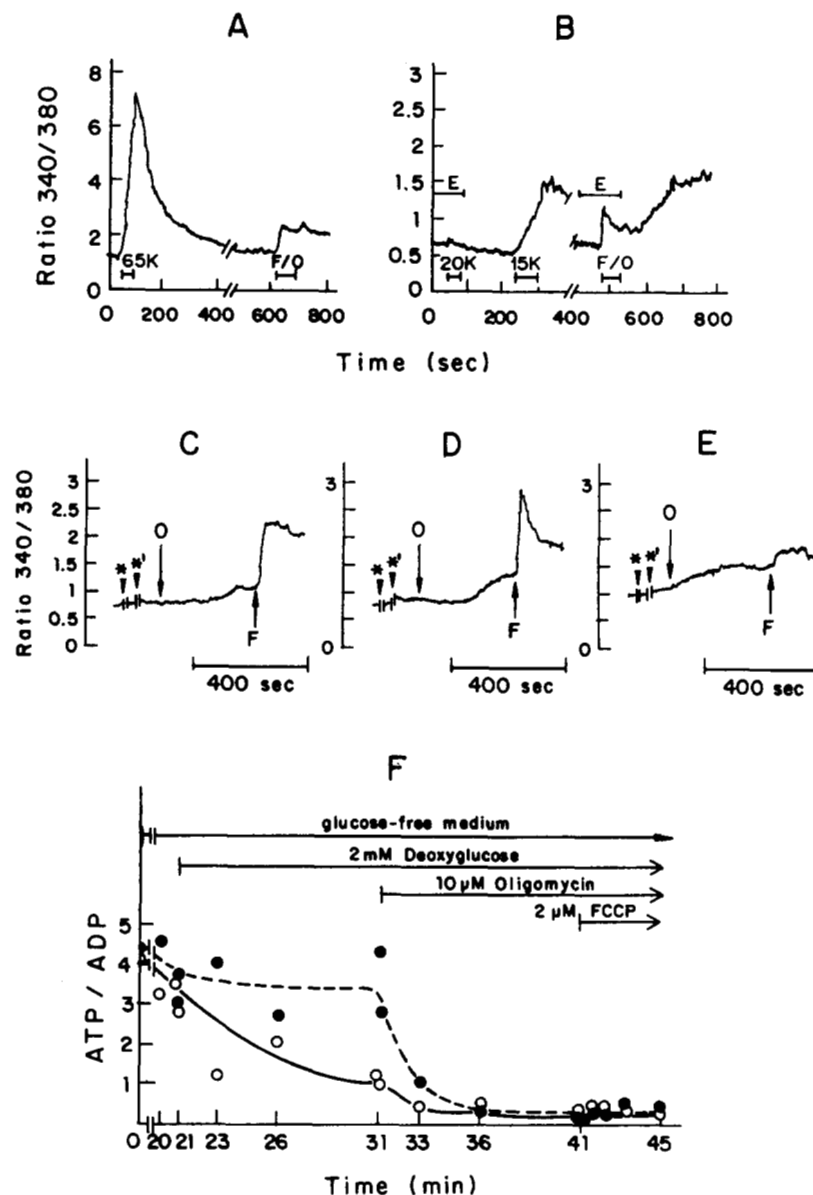 A
B
Ratio 340/380
8
6
4
2
0
65K
F/O
0 200 400 600 800
3
2.5
2
1.5
1
0.5
0
E
E
20K
15K
F/O
0 200 400 600 800
Time (sec)
C
D
E
Ratio 340/380
3
2.5
2
1.5
1
0.5
0
* *' O
F
400 sec
3
0
* *' O
F
400 sec
3
0
* *' O
F
400 sec
F
glucose-free medium
2mM Deoxyglucose
10 µM Oligomycin
2 µM FCCP
ATP / ADP
5
4
3
2
1
0 20 21 23 26 31 33 36 41 45
Time (min)